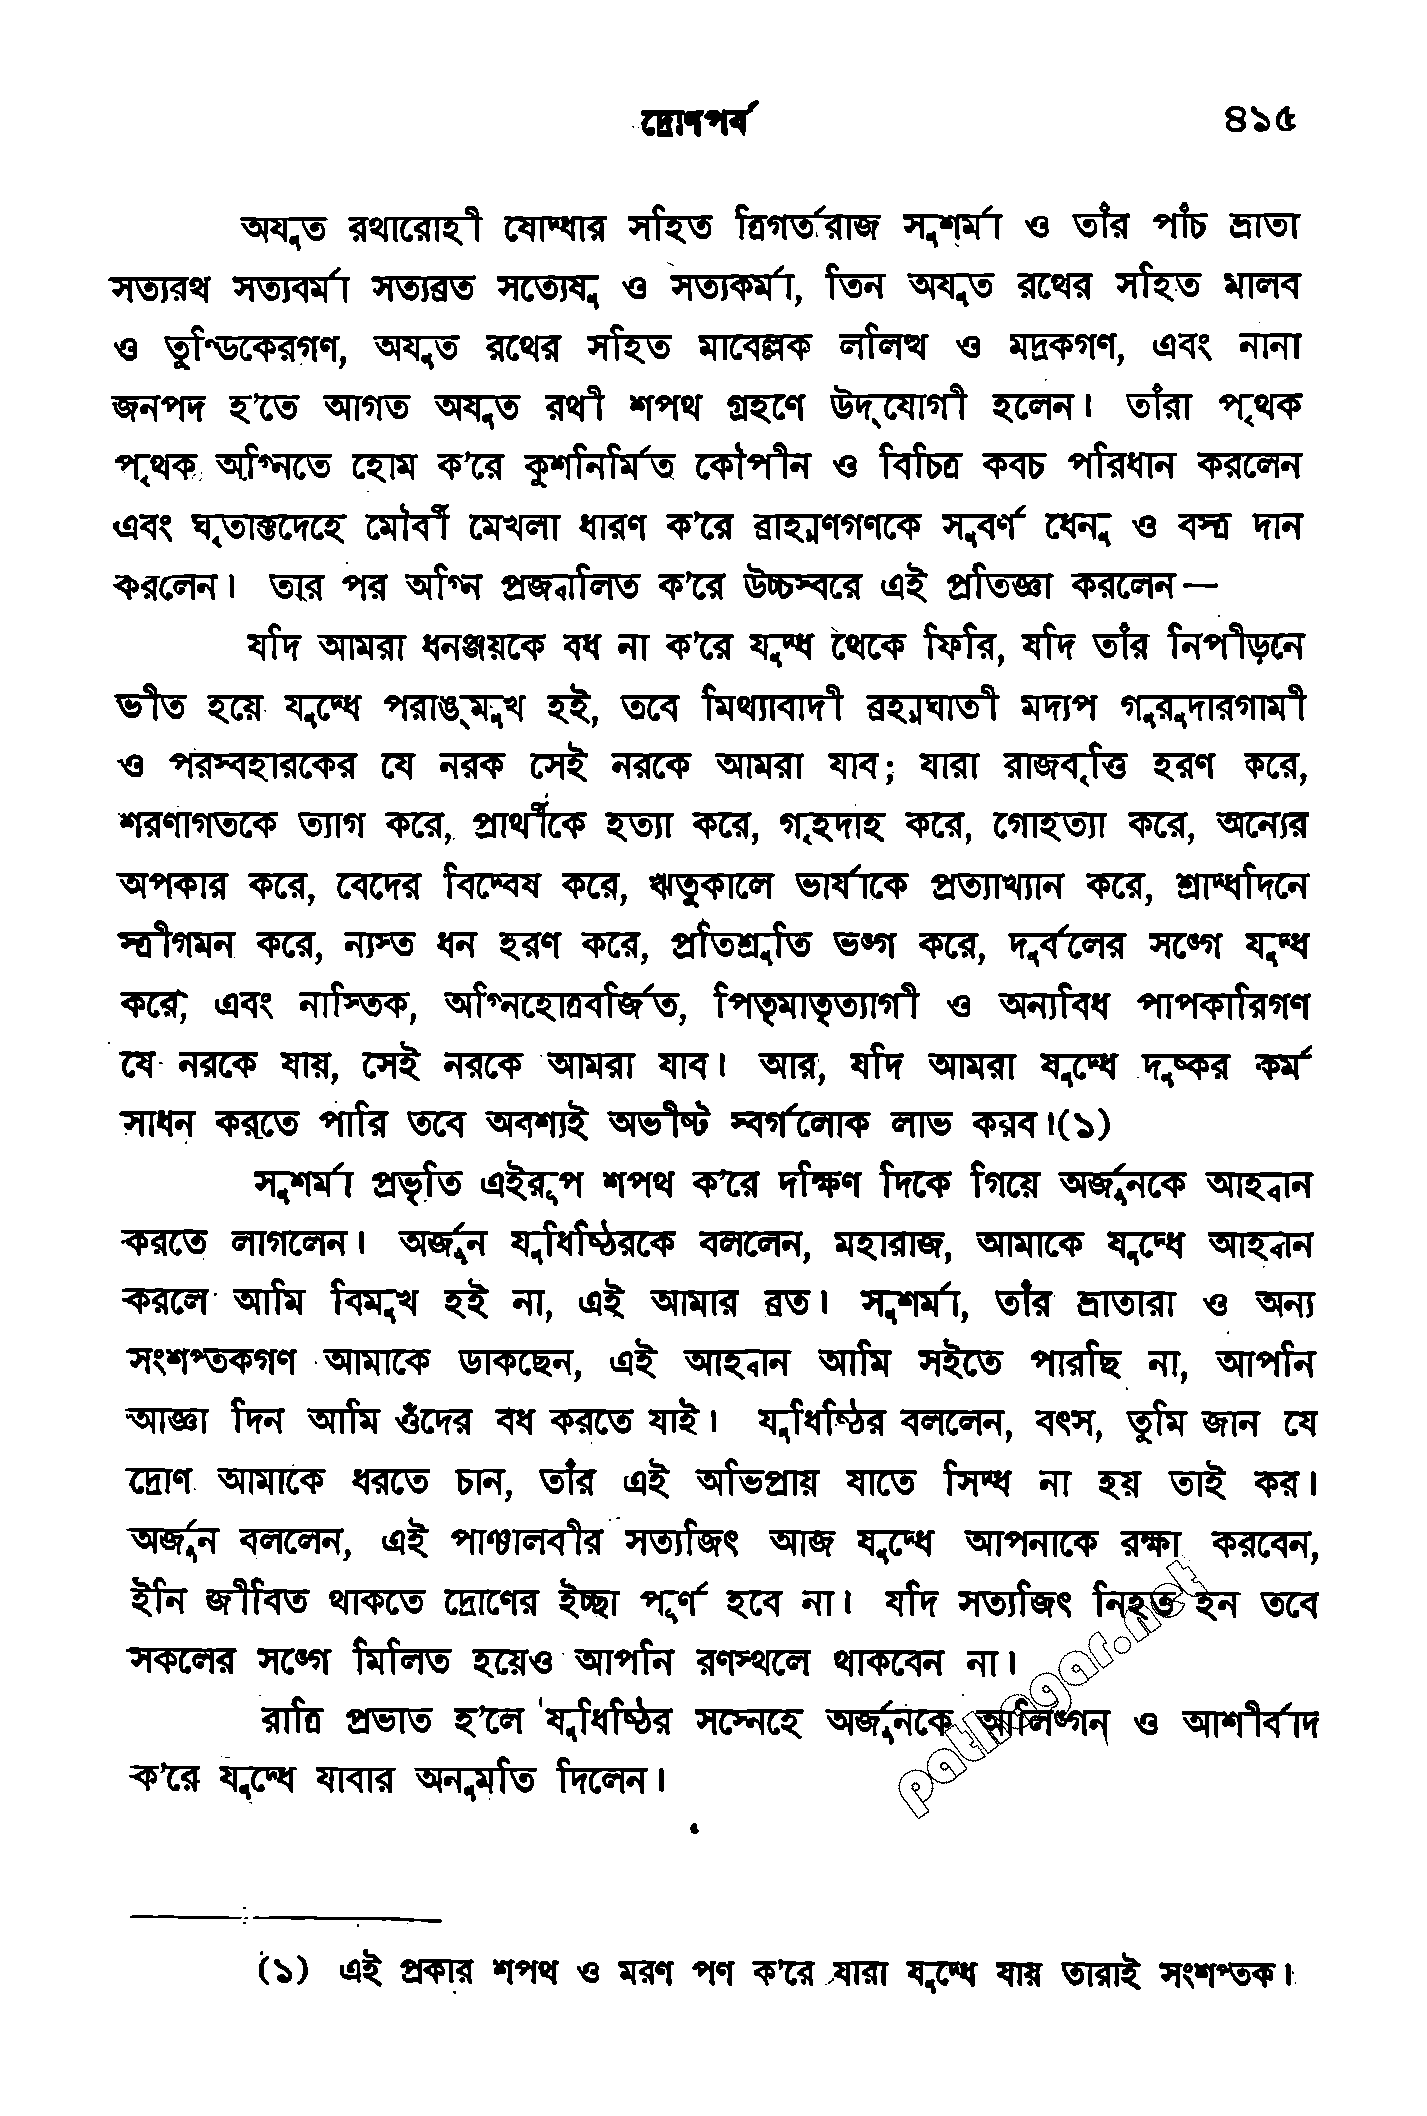 দ্রোণপর্ব ৪১৫
অযুত রথারোহী যোদ্ধার সহিত ত্রিগর্তরাজ সুশর্মা ও তাঁর পাঁচ ভ্রাতা
সত্যরথ সত্যবর্মা সত্যব্রত সত্যেষু ও সত্যকর্মা, তিন অযুত রথের সহিত মালব
ও তুণ্ডিকেরগণ, অযুত রথের সহিত মাবেল্লক ললিত্থ ও মদ্রকগণ, এবং নানা
জনপদ হ'তে আগত অযুত রথী শপথ গ্রহণে উদ্‌যোগী হলেন। তাঁরা পৃথক
পৃথক অগ্নিতে হোম ক'রে কুশনির্মিত কৌপীন ও বিচিত্র কবচ পরিধান করলেন
এবং ঘৃতাক্তদেহে মৌর্বী মেখলা ধারণ ক'রে ব্রাহ্মণগণকে সুবর্ণ ধেনু ও বস্ত্র দান
করলেন। তার পর অগ্নি প্রজ্বালিত ক'রে উচ্চস্বরে এই প্রতিজ্ঞা করলেন—
যদি আমরা ধনঞ্জয়কে বধ না ক'রে যুদ্ধ থেকে ফিরি, যদি তাঁর নিপীড়নে
ভীত হয়ে যুদ্ধে পরাঙ্‌মুখ হই, তবে মিথ্যাবাদী ব্রহ্মঘাতী মদ্যপ গুরুদারগামী
ও পরস্বহারকের যে নরক সেই নরকে আমরা যাব; যারা রাজবৃত্তি হরণ করে,
শরণাগতকে ত্যাগ করে, প্রার্থীকে হত্যা করে, গৃহদাহ করে, গোহত্যা করে, অন্যের
অপকার করে, বেদের বিদ্বেষ করে, ঋতুকালে ভার্যাকে প্রত্যাখ্যান করে, শ্রাদ্ধদিনে
স্ত্রীগমন করে, ন্যস্ত ধন হরণ করে, প্রতিশ্রুতি ভঙ্গ করে, দুর্বলের সঙ্গে যুদ্ধ
করে; এবং নাস্তিক, অগ্নিহোত্রবর্জিত, পিতৃমাতৃত্যাগী ও অন্যবিধ পাপকারিগণ
যে নরকে যায়, সেই নরকে আমরা যাব। আর, যদি আমরা যুদ্ধে দুষ্কর কর্ম
সাধন করতে পারি তবে অবশ্যই অভীষ্ট স্বর্গলোক লাভ করব।(১)
সুশর্মা প্রভৃতি এইরূপ শপথ ক'রে দক্ষিণ দিকে গিয়ে অর্জুনকে আহ্বান
করতে লাগলেন। অর্জুন যুধিষ্ঠিরকে বললেন, মহারাজ, আমাকে যুদ্ধে আহ্বান
করলে আমি বিমুখ হই না, এই আমার ব্রত। সুশর্মা, তাঁর ভ্রাতারা ও অন্য
সংশপ্তকগণ আমাকে ডাকছেন, এই আহ্বান আমি সইতে পারছি না, আপনি
আজ্ঞা দিন আমি ওঁদের বধ করতে যাই। যুধিষ্ঠির বললেন, বৎস, তুমি জান যে
দ্রোণ আমাকে ধরতে চান, তাঁর এই অভিপ্রায় যাতে সিদ্ধ না হয় তাই কর।
অর্জুন বললেন, এই পাঞ্চালবীর সত্যজিৎ আজ যুদ্ধে আপনাকে রক্ষা করবেন,
ইনি জীবিত থাকতে দ্রোণের ইচ্ছা পূর্ণ হবে না। যদি সত্যজিৎ নিহত হন তবে
সকলের সঙ্গে মিলিত হয়েও আপনি রণস্থলে থাকবেন না।
রাত্রি প্রভাত হ'লে যুধিষ্ঠির সস্নেহে অর্জুনকে আলিঙ্গন ও আশীর্বাদ
ক'রে যুদ্ধে যাবার অনুমতি দিলেন।
pathagar.net
(১) এই প্রকার শপথ ও মরণ পণ ক'রে যারা যুদ্ধে যায় তারাই সংশপ্তক।